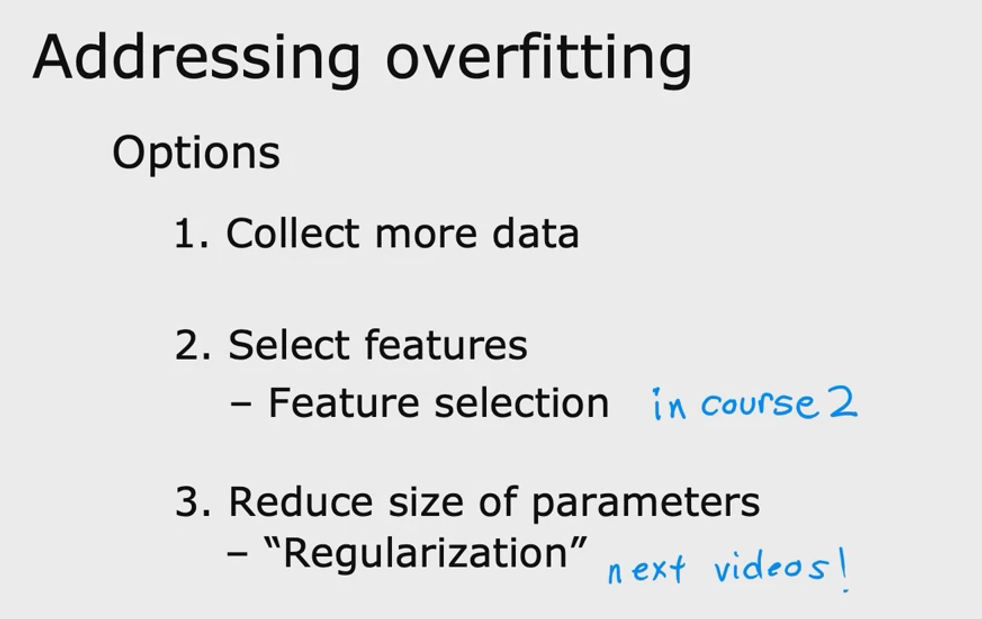 Addressing overfitting
Options
1. Collect more data
2. Select features
– Feature selection in course 2
3. Reduce size of parameters
– “Regularization” next videos!